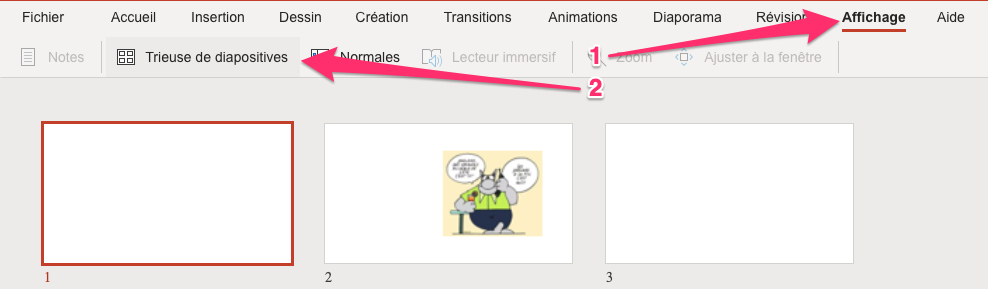 Fichier Accueil Insertion Dessin Création Transitions Animations Diaporama Révision Affichage Aide
Notes Trieuse de diapositives Normales Lecteur immersif 1 Zoom Ajuster à la fenêtre
2
1 2 3